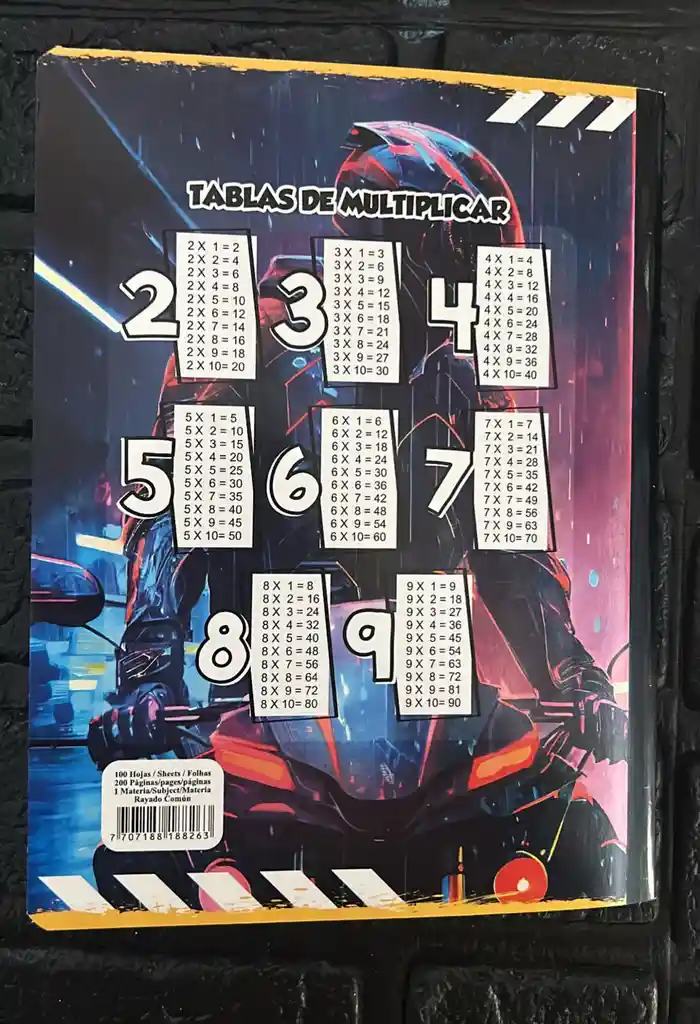 TABLAS DE MULTIPLICAR
2
2 X 1 = 2
2 X 2 = 4
2 X 3 = 6
2 X 4 = 8
2 X 5 = 10
2 X 6 = 12
2 X 7 = 14
2 X 8 = 16
2 X 9 = 18
2 X 10= 20
3
3 X 1 = 3
3 X 2 = 6
3 X 3 = 9
3 X 4 = 12
3 X 5 = 15
3 X 6 = 18
3 X 7 = 21
3 X 8 = 24
3 X 9 = 27
3 X 10= 30
4
4 X 1 = 4
4 X 2 = 8
4 X 3 = 12
4 X 4 = 16
4 X 5 = 20
4 X 6 = 24
4 X 7 = 28
4 X 8 = 32
4 X 9 = 36
4 X 10= 40
5
5 X 1 = 5
5 X 2 = 10
5 X 3 = 15
5 X 4 = 20
5 X 5 = 25
5 X 6 = 30
5 X 7 = 35
5 X 8 = 40
5 X 9 = 45
5 X 10= 50
6
6 X 1 = 6
6 X 2 = 12
6 X 3 = 18
6 X 4 = 24
6 X 5 = 30
6 X 6 = 36
6 X 7 = 42
6 X 8 = 48
6 X 9 = 54
6 X 10= 60
7
7 X 1 = 7
7 X 2 = 14
7 X 3 = 21
7 X 4 = 28
7 X 5 = 35
7 X 6 = 42
7 X 7 = 49
7 X 8 = 56
7 X 9 = 63
7 X 10= 70
8
8 X 1 = 8
8 X 2 = 16
8 X 3 = 24
8 X 4 = 32
8 X 5 = 40
8 X 6 = 48
8 X 7 = 56
8 X 8 = 64
8 X 9 = 72
8 X 10= 80
9
9 X 1 = 9
9 X 2 = 18
9 X 3 = 27
9 X 4 = 36
9 X 5 = 45
9 X 6 = 54
9 X 7 = 63
9 X 8 = 72
9 X 9 = 81
9 X 10= 90
100 Hojas / Sheets / Folhas
200 Páginas/pages/páginas
1 Materia/Subject/Materia
Rayado Común
7 707188 188263